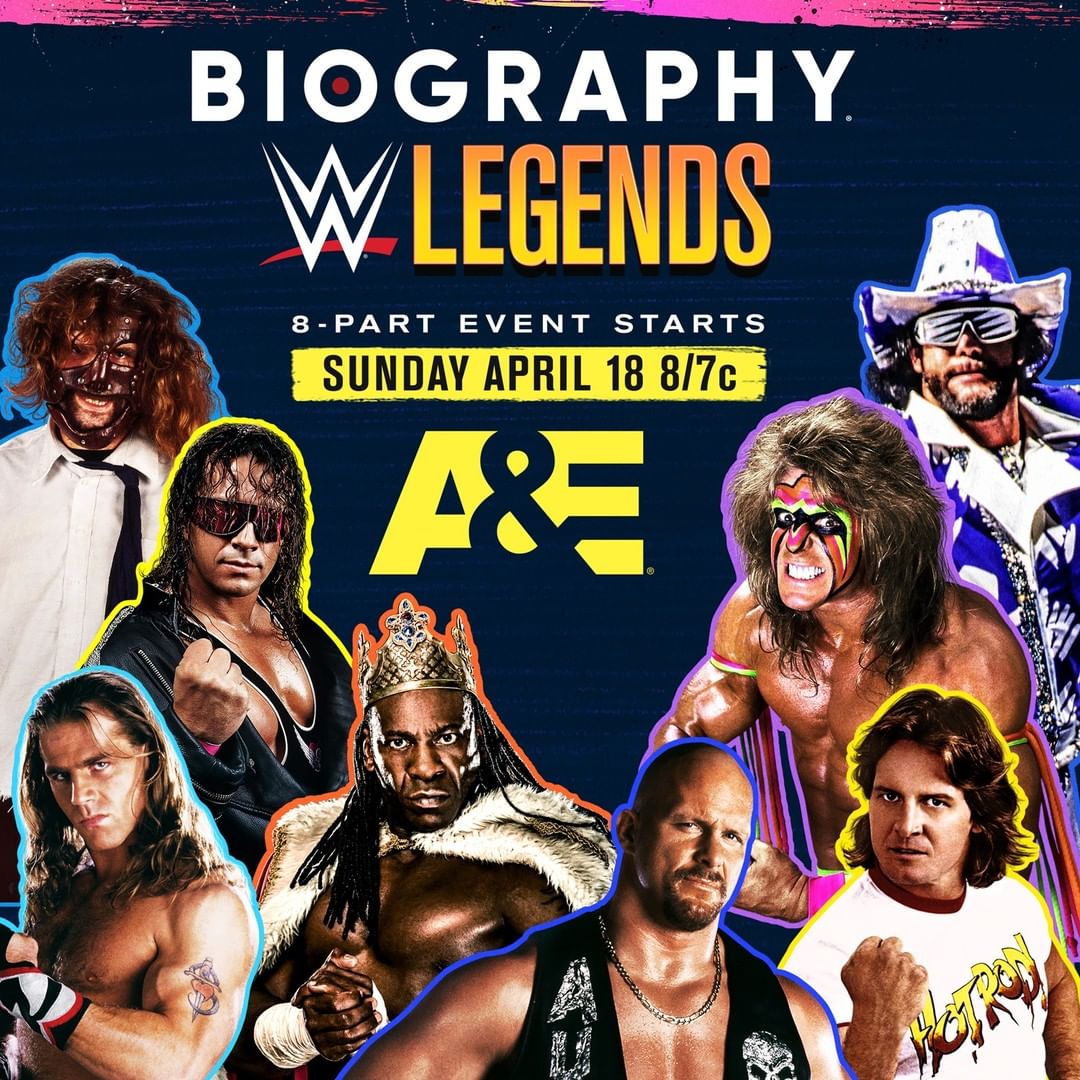 BIOGRAPHY®
W LEGENDS
8-PART EVENT STARTS
SUNDAY APRIL 18 8/7c
A&E®
HOT ROD